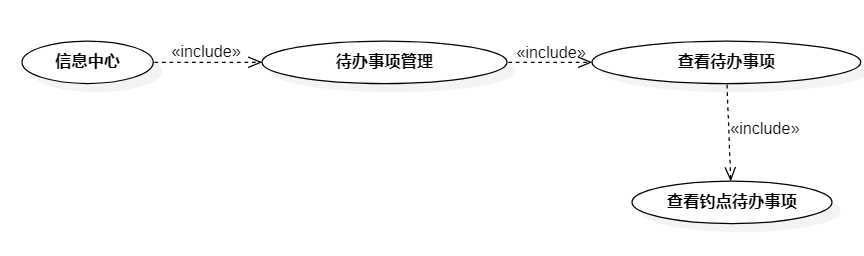 信息中心
«include»
待办事项管理
«include»
查看待办事项
«include»
查看钓点待办事项